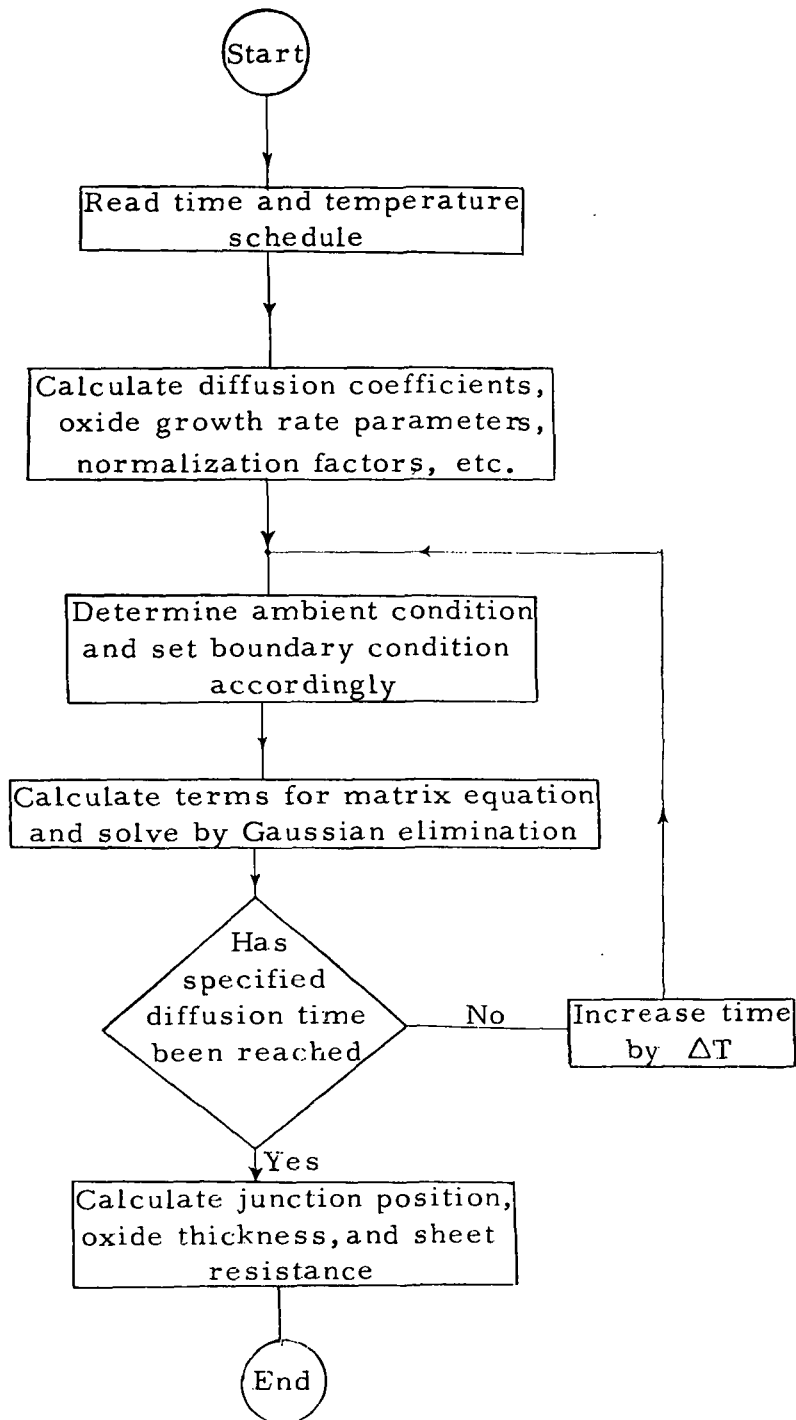 Start
Read time and temperature
schedule
Calculate diffusion coefficients,
oxide growth rate parameters,
normalization factors, etc.
Determine ambient condition
and set boundary condition
accordingly
Calculate terms for matrix equation
and solve by Gaussian elimination
Has
specified
diffusion time
been reached
No
Increase time
by ΔT
Yes
Calculate junction position,
oxide thickness, and sheet
resistance
End